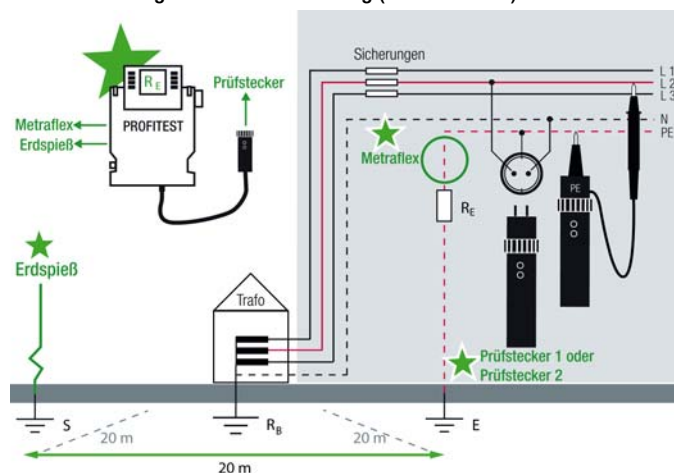 Sicherungen
L 1
L 2
L 3
N
PE
R_E
Prüfstecker
PROFITEST
Metraflex
Erdspieß
Metraflex
R_E
PE
Erdspieß
Trafo
Prüfstecker 1 oder
Prüfstecker 2
S
R_B
E
20 m
20 m
20 m